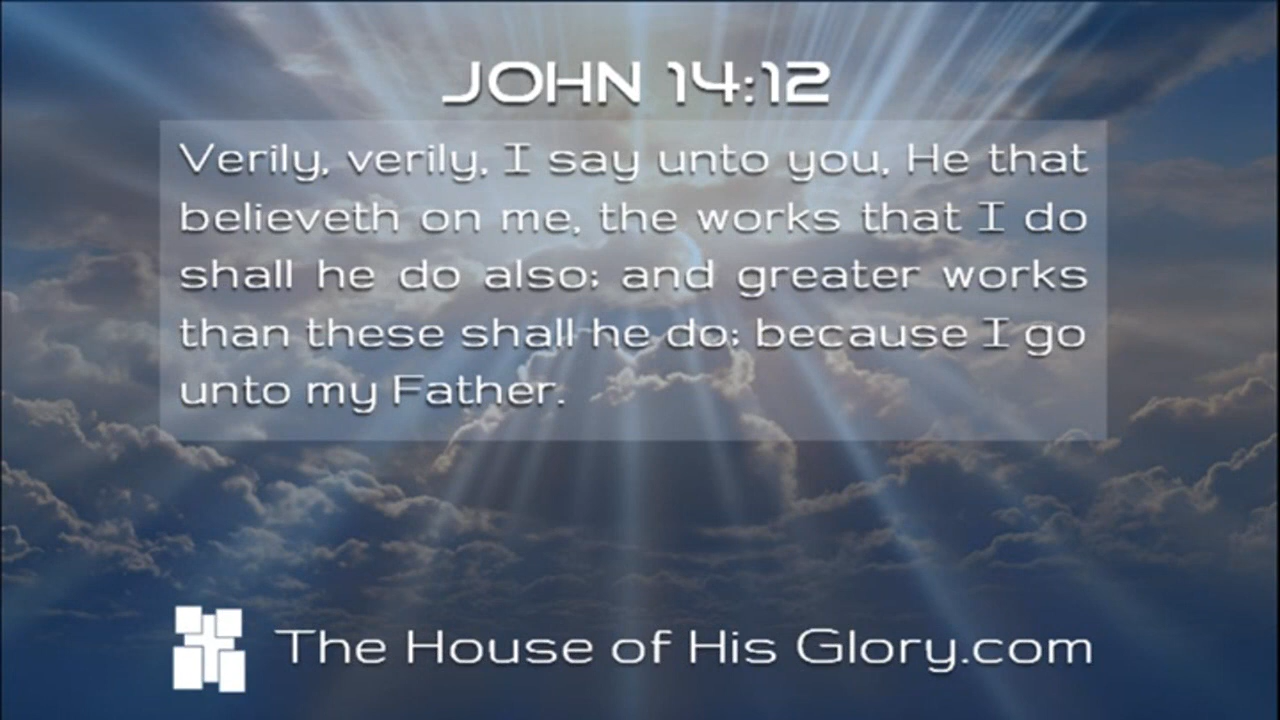 JOHN 14:12
Verily, verily, I say unto you, He that
believeth on me, the works that I do
shall he do also; and greater works
than these shall he do; because I go
unto my Father.
The House of His Glory.com